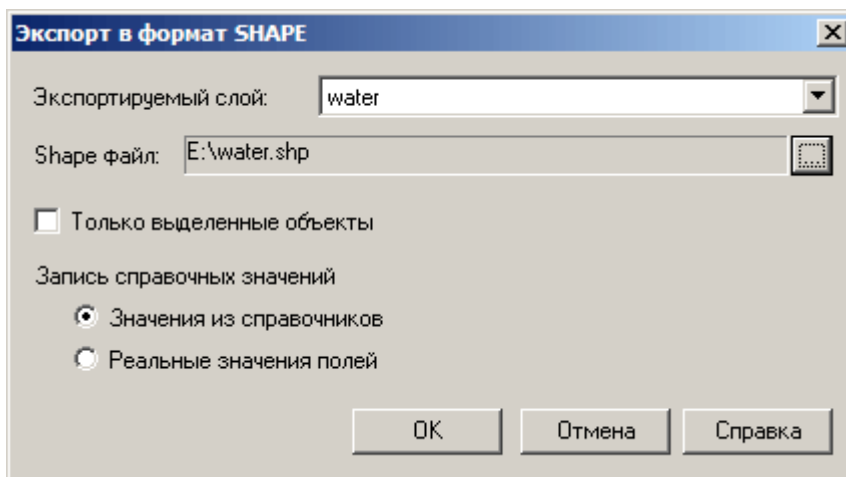 Экспорт в формат SHAPE
Экспортируемый слой: water
Shape файл: E:\water.shp ...
Только выделенные объекты
Запись справочных значений
Значения из справочников
Реальные значения полей
OK Отмена Справка